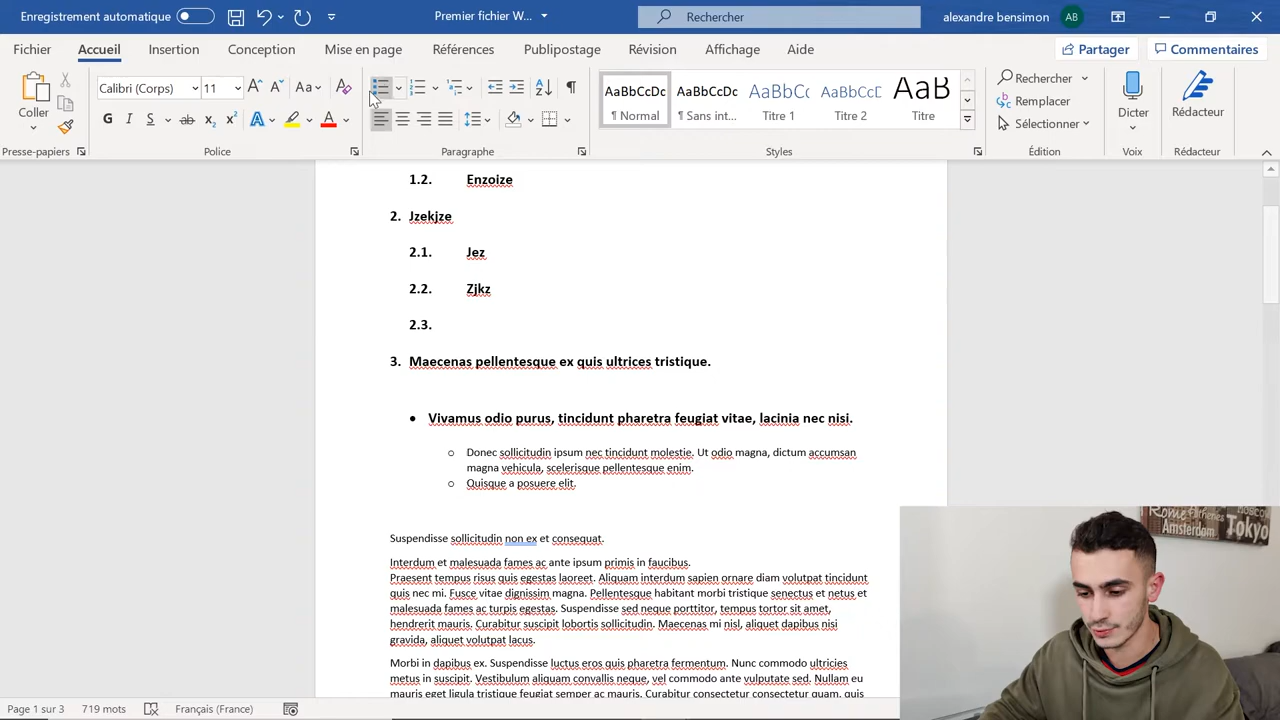 Enregistrement automatique
Premier fichier W...
Rechercher
alexandre bensimon
AB
Fichier
Accueil
Insertion
Conception
Mise en page
Références
Publipostage
Révision
Affichage
Aide
Partager
Commentaires
Coller
Presse-papiers
Calibri (Corps)
11
Aa
G I S ab x₂ x² A A
Police
Paragraphe
AaBbCcDc
¶ Normal
AaBbCcDc
¶ Sans int...
AaBbCc
Titre 1
AaBbCcD
Titre 2
AaB
Titre
Styles
Rechercher
Remplacer
Sélectionner
Édition
Dicter
Voix
Rédacteur
Rédacteur
1.2. Enzoize
2. Jzekjze
2.1. Jez
2.2. Zjkz
2.3.
3. Maecenas pellentesque ex quis ultrices tristique.
• Vivamus odio purus, tincidunt pharetra feugiat vitae, lacinia nec nisi.
o Donec sollicitudin ipsum nec tincidunt molestie. Ut odio magna, dictum accumsan
magna vehicula, scelerisque pellentesque enim.
o Quisque a posuere elit.
Suspendisse sollicitudin non ex et consequat.
Interdum et malesuada fames ac ante ipsum primis in faucibus.
Praesent tempus risus quis egestas laoreet. Aliquam interdum sapien ornare diam volutpat tincidunt
quis nec mi. Fusce vitae dignissim magna. Pellentesque habitant morbi tristique senectus et netus et
malesuada fames ac turpis egestas. Suspendisse sed neque porttitor, tempus tortor sit amet,
hendrerit mauris. Curabitur suscipit lobortis sollicitudin. Maecenas mi nisl, aliquet dapibus nisi
gravida, aliquet volutpat lacus.
Morbi in dapibus ex. Suspendisse luctus eros quis pharetra fermentum. Nunc commodo ultricies
metus in suscipit. Vestibulum aliquam convallis neque, vel commodo ante vulputate sed. Nullam eu
mauris eget ligula tristique feugiat semper ac mauris. Curabitur consectetur consectetur quam, quis
Rome
Amsterdam
Tokyo
Page 1 sur 3
719 mots
Français (France)